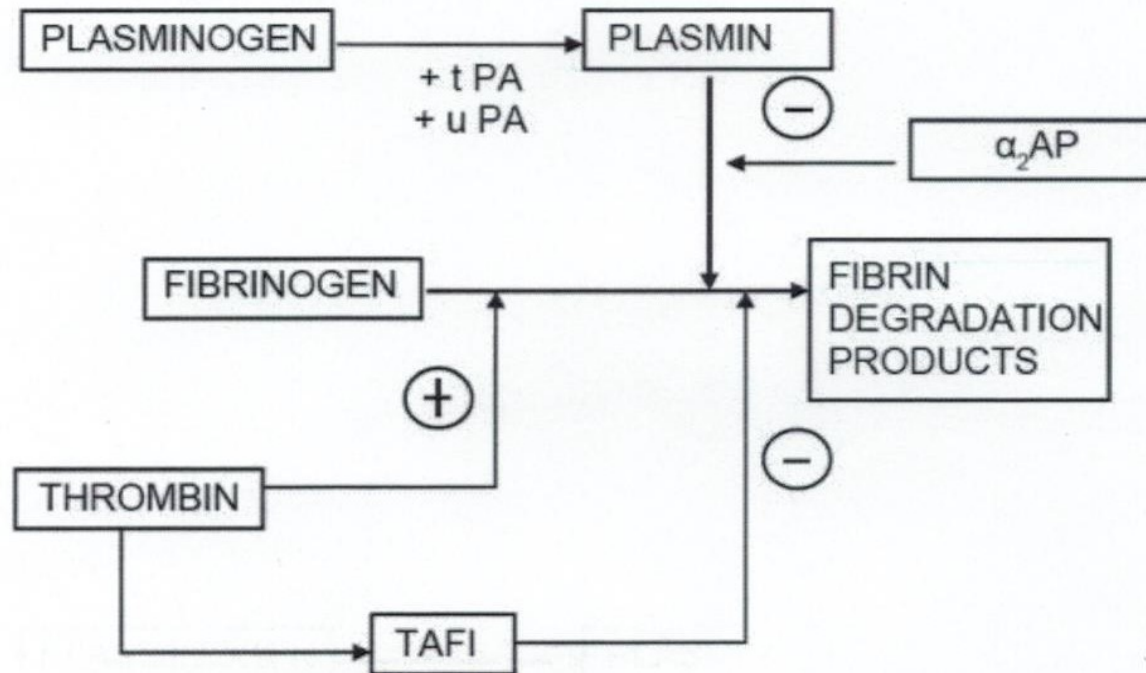 PLASMINOGEN
PLASMIN
+ t PA
+ u PA
−
α₂AP
FIBRINOGEN
FIBRIN
DEGRADATION
PRODUCTS
+
−
THROMBIN
TAFI